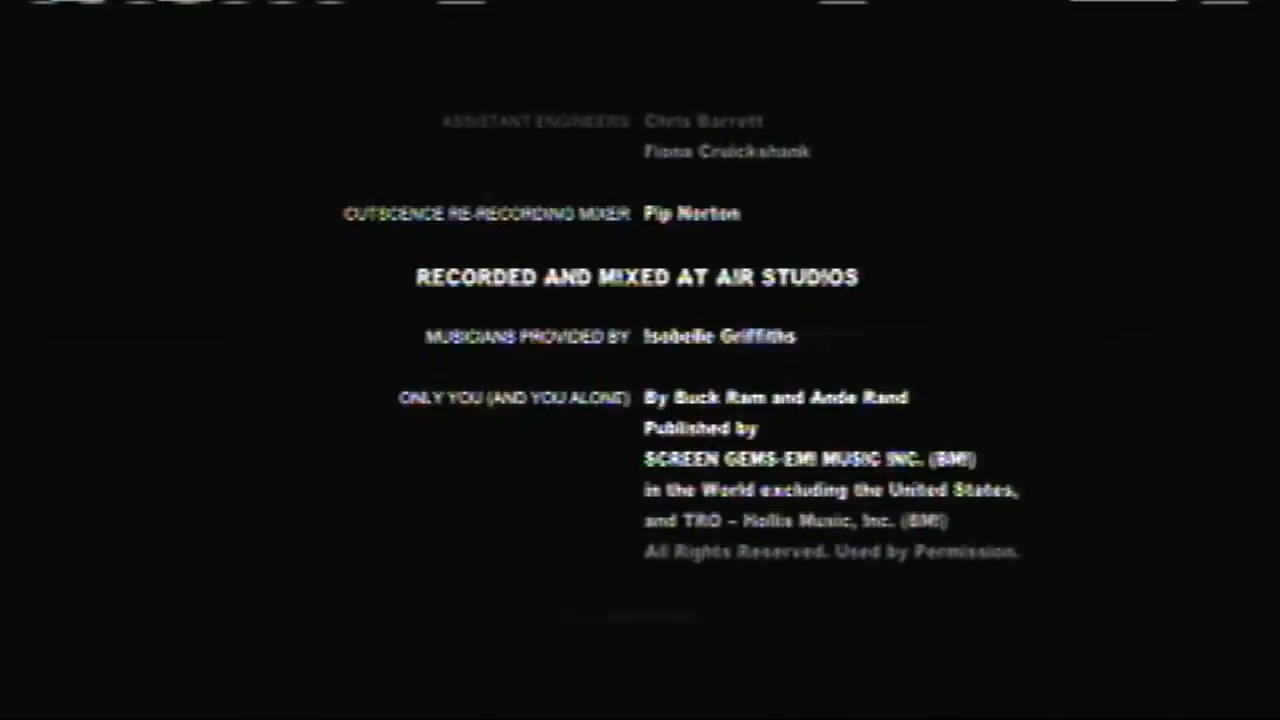 ASSISTANT ENGINEERS Chris Barrett
Fiona Cruickshank
CUTSCENCE RE-RECORDING MIXER Pip Norton
RECORDED AND MIXED AT AIR STUDIOS
MUSICIANS PROVIDED BY Isobelle Griffiths
ONLY YOU (AND YOU ALONE) By Buck Ram and Ande Rand
Published by
SCREEN GEMS-EMI MUSIC INC. (BMI)
in the World excluding the United States,
and TRO – Hollis Music, Inc. (BMI)
All Rights Reserved. Used by Permission.